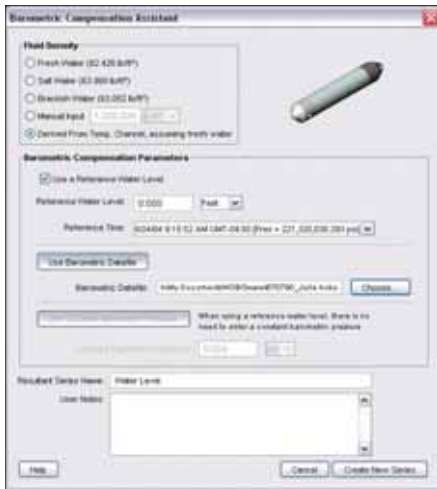 Barometric Compensation Assistant
Fluid Density
Fresh Water (62.428 lb/ft³)
Salt Water (63.989 lb/ft³)
Brackish Water (63.052 lb/ft³)
Manual Input
Derived From Temp. Channel, assuming fresh water
Barometric Compensation Parameters
Use a Reference Water Level
Reference Water Level: 0.000 Feet
Reference Time:
Use Barometric Datafile
Barometric Datafile: Choose...
When using a reference water level, there is no
need to enter a constant barometric pressure
Resultant Series Name: Water Level
User Notes:
Help Cancel Create New Series